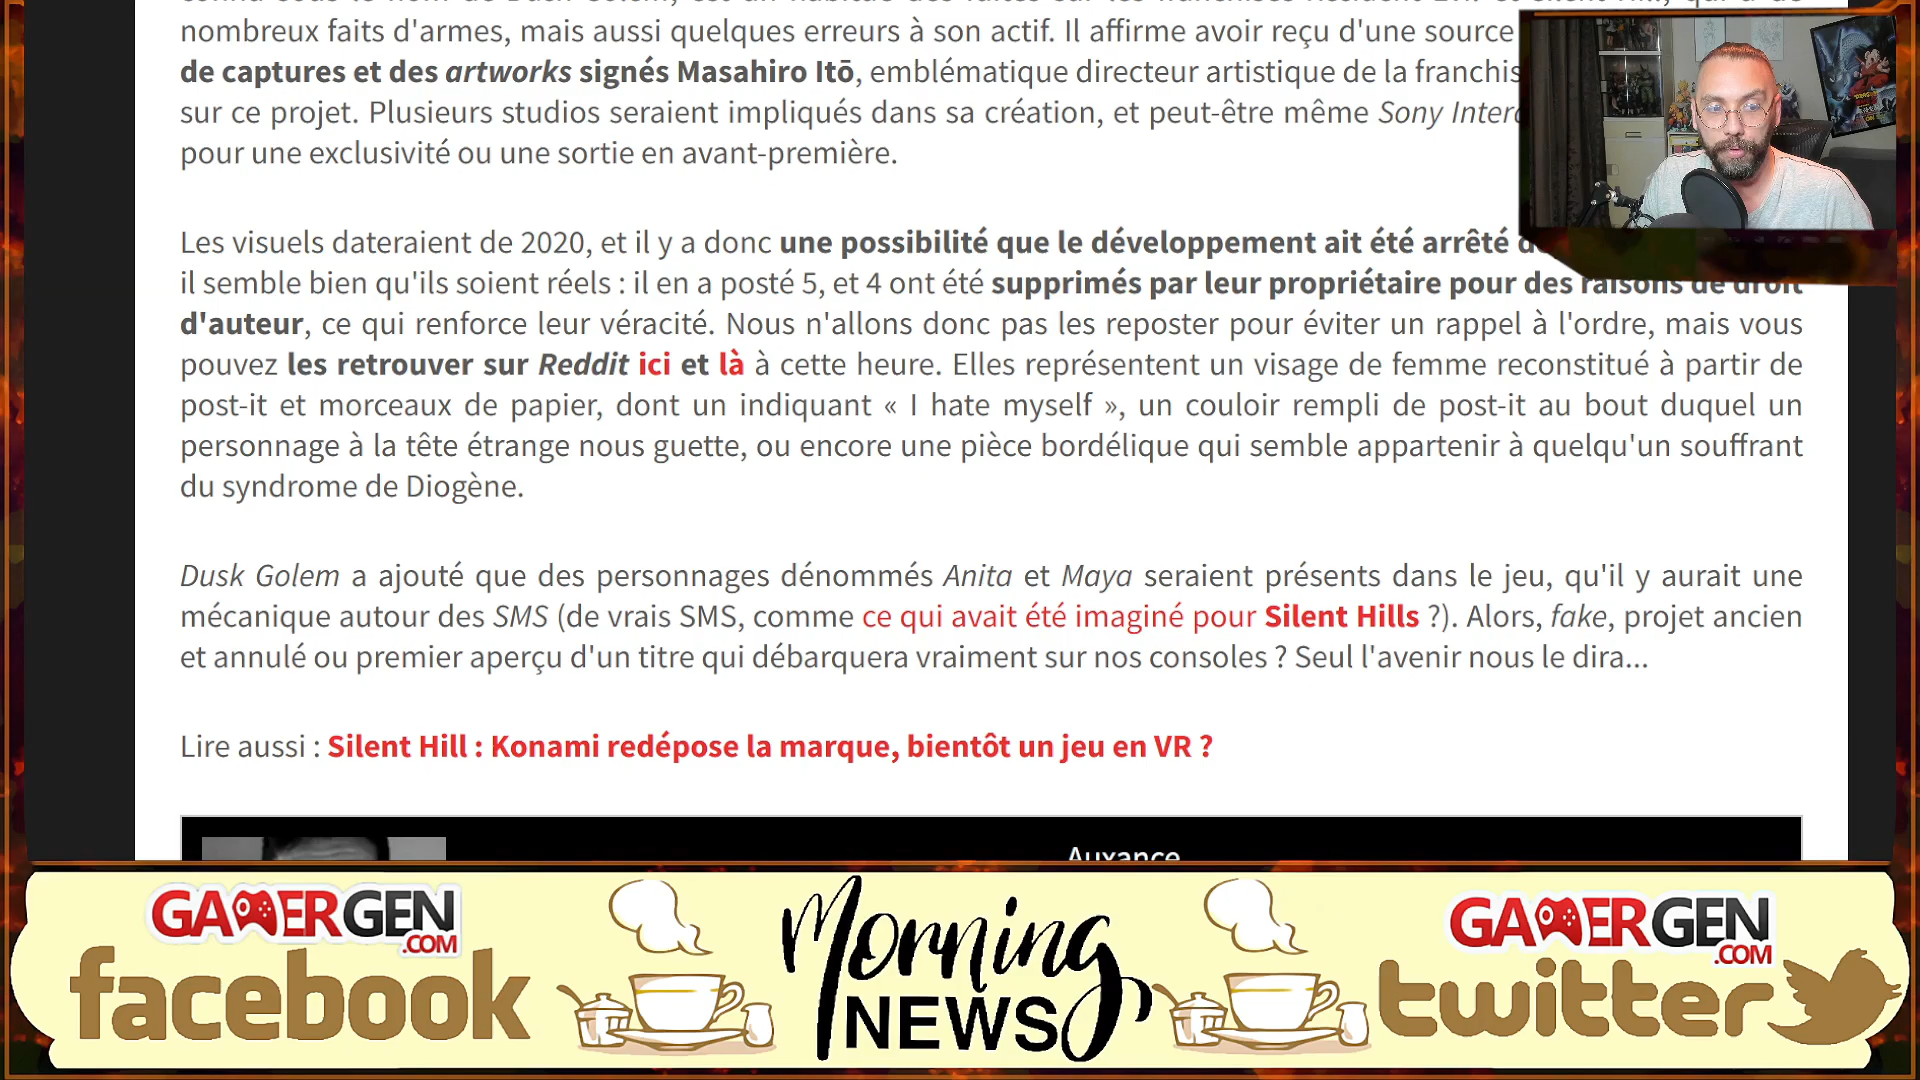 nombreux faits d'armes, mais aussi quelques erreurs à son actif. Il affirme avoir reçu d'une source
de captures et des artworks signés Masahiro Itō, emblématique directeur artistique de la
sur ce projet. Plusieurs studios seraient impliqués dans sa création, et peut-être même Sony
pour une exclusivité ou une sortie en avant-première.
Les visuels dateraient de 2020, et il y a donc une possibilité que le développement ait été arrêté
il semble bien qu'ils soient réels : il en a posté 5, et 4 ont été supprimés par leur propriétaire pour des raisons de droit
d'auteur, ce qui renforce leur véracité. Nous n'allons donc pas les reposter pour éviter un rappel à l'ordre, mais vous
pouvez les retrouver sur Reddit ici et là à cette heure. Elles représentent un visage de femme reconstitué à partir de
post-it et morceaux de papier, dont un indiquant « I hate myself », un couloir rempli de post-it au bout duquel un
personnage à la tête étrange nous guette, ou encore une pièce bordélique qui semble appartenir à quelqu'un souffrant
du syndrome de Diogène.
Dusk Golem a ajouté que des personnages dénommés Anita et Maya seraient présents dans le jeu, qu'il y aurait une
mécanique autour des SMS (de vrais SMS, comme ce qui avait été imaginé pour Silent Hills ?). Alors, fake, projet ancien
et annulé ou premier aperçu d'un titre qui débarquera vraiment sur nos consoles ? Seul l'avenir nous le dira...
Lire aussi : Silent Hill : Konami redépose la marque, bientôt un jeu en VR ?
Auxance
GAMERGEN
.COM
facebook
Morning
NEWS
GAMERGEN
.COM
twitter